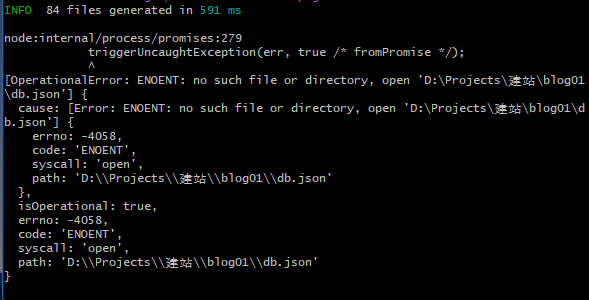 INFO  84 files generated in 591 ms
node:internal/process/promises:279
            triggerUncaughtException(err, true /* fromPromise */);
            ^
[OperationalError: ENOENT: no such file or directory, open 'D:\Projects\建站\blog01
\db.json'] {
  cause: [Error: ENOENT: no such file or directory, open 'D:\Projects\建站\blog01\d
b.json'] {
    errno: -4058,
    code: 'ENOENT',
    syscall: 'open',
    path: 'D:\\Projects\\建站\\blog01\\db.json'
  },
  isOperational: true,
  errno: -4058,
  code: 'ENOENT',
  syscall: 'open',
  path: 'D:\\Projects\\建站\\blog01\\db.json'
}